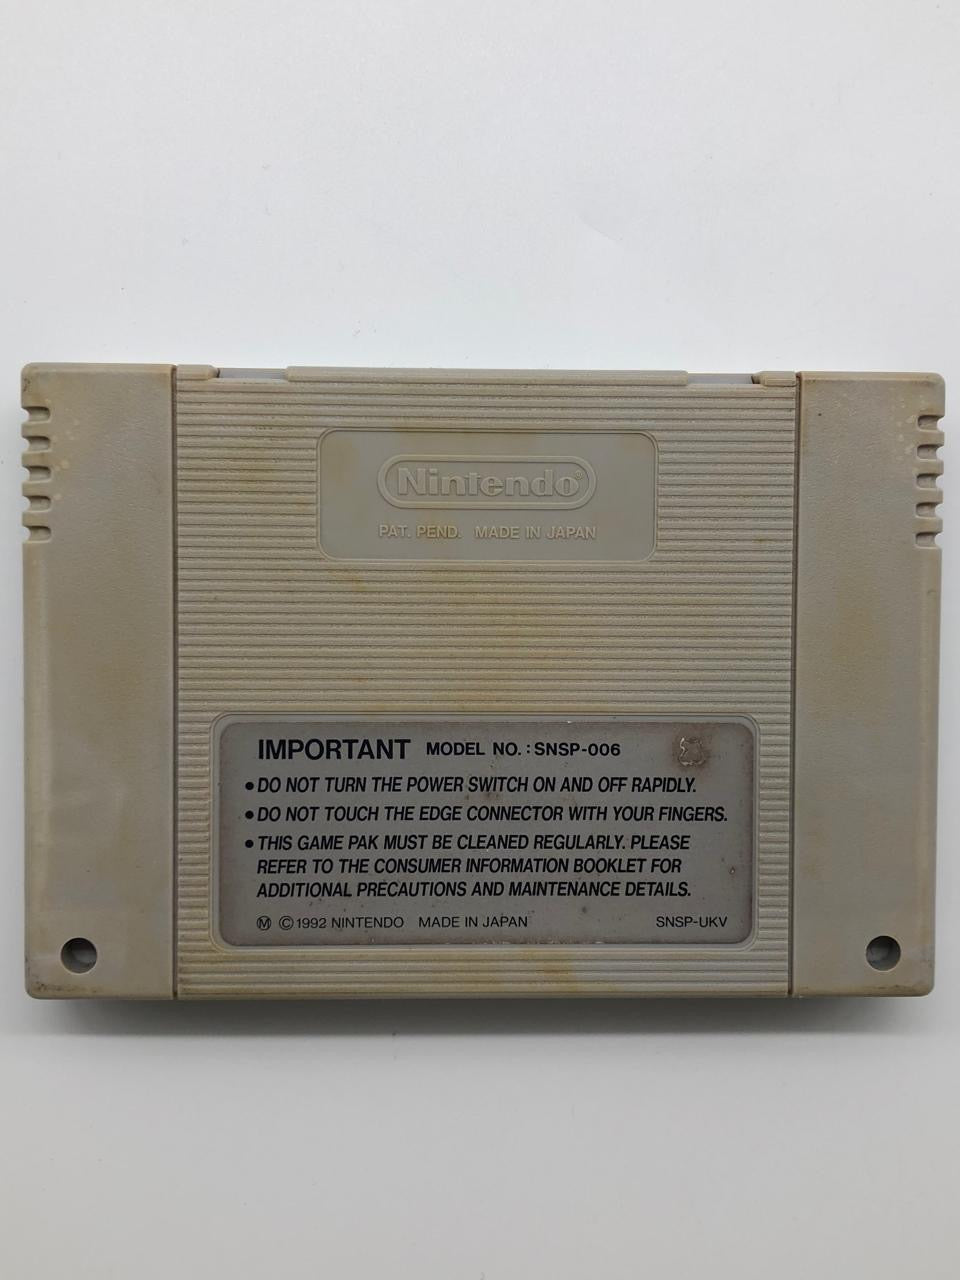 Nintendo®
PAT. PEND. MADE IN JAPAN
IMPORTANT MODEL NO.: SNSP-006
• DO NOT TURN THE POWER SWITCH ON AND OFF RAPIDLY.
• DO NOT TOUCH THE EDGE CONNECTOR WITH YOUR FINGERS.
• THIS GAME PAK MUST BE CLEANED REGULARLY. PLEASE
REFER TO THE CONSUMER INFORMATION BOOKLET FOR
ADDITIONAL PRECAUTIONS AND MAINTENANCE DETAILS.
Ⓜ ©1992 NINTENDO MADE IN JAPAN SNSP-UKV